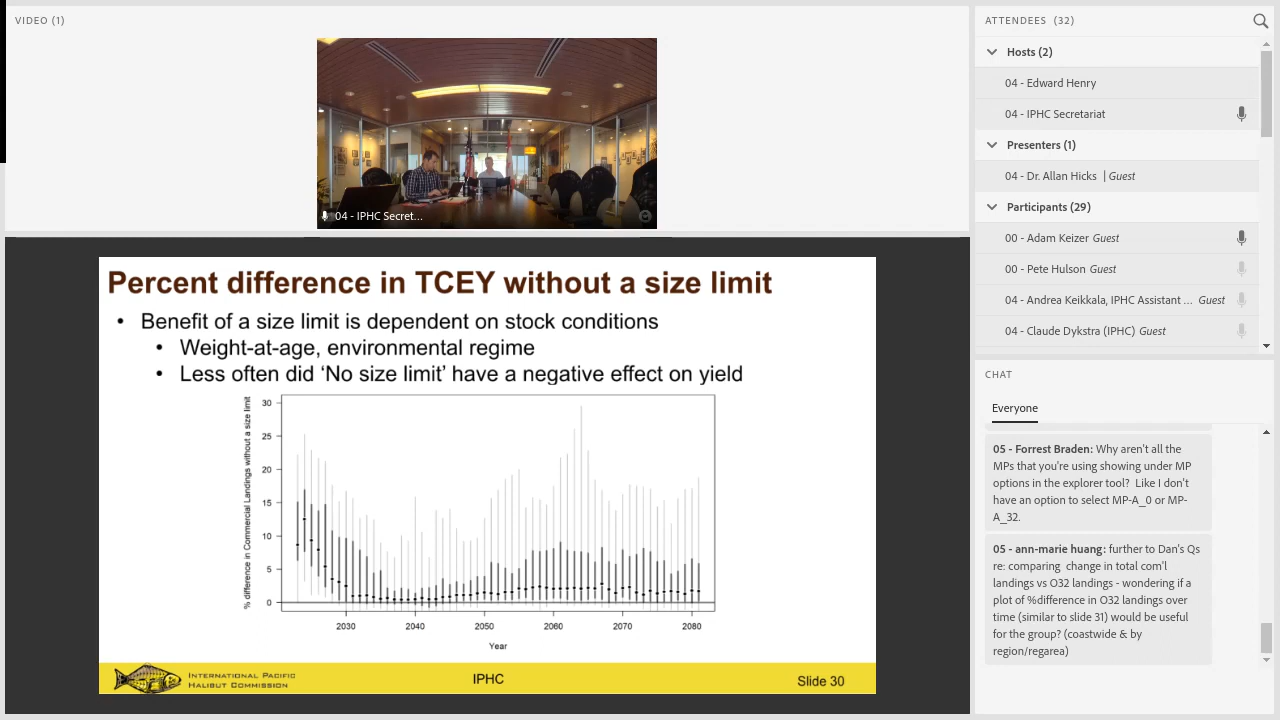 VIDEO (1)
04 - IPHC Secret...
Percent difference in TCEY without a size limit
• Benefit of a size limit is dependent on stock conditions
• Weight-at-age, environmental regime
• Less often did ‘No size limit’ have a negative effect on yield
% difference in Commercial Landings without a size limit
30
25
20
15
10
5
0
2030 2040 2050 2060 2070 2080
Year
INTERNATIONAL PACIFIC
HALIBUT COMMISSION
IPHC
Slide 30
ATTENDEES (32)
Hosts (2)
04 - Edward Henry
04 - IPHC Secretariat
Presenters (1)
04 - Dr. Allan Hicks | Guest
Participants (29)
00 - Adam Keizer Guest
00 - Pete Hulson Guest
04 - Andrea Keikkala, IPHC Assistant ... Guest
04 - Claude Dykstra (IPHC) Guest
CHAT
Everyone
05 - Forrest Braden: Why aren't all the
MPs that you're using showing under MP
options in the explorer tool? Like I don't
have an option to select MP-A_0 or MP-
A_32.
05 - ann-marie huang: further to Dan's Qs
re: comparing change in total com'l
landings vs O32 landings - wondering if a
plot of %difference in O32 landings over
time (similar to slide 31) would be useful
for the group? (coastwide & by
region/regarea)